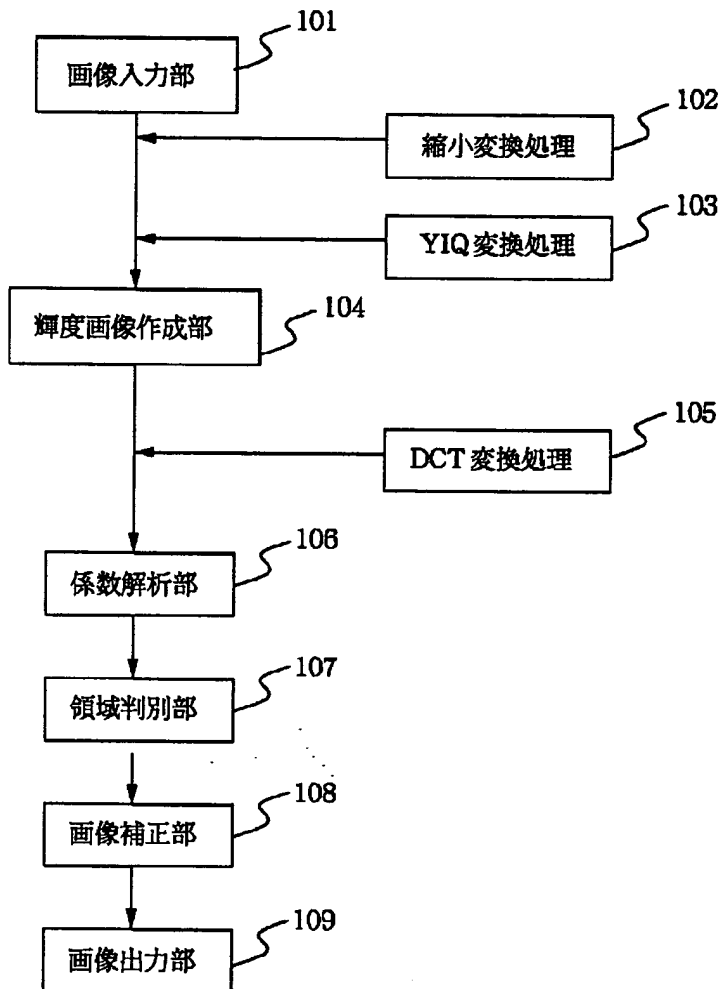 101
画像入力部
102
縮小変換処理
103
YIQ変換処理
104
輝度画像作成部
105
DCT変換処理
106
係数解析部
107
領域判別部
108
画像補正部
109
画像出力部